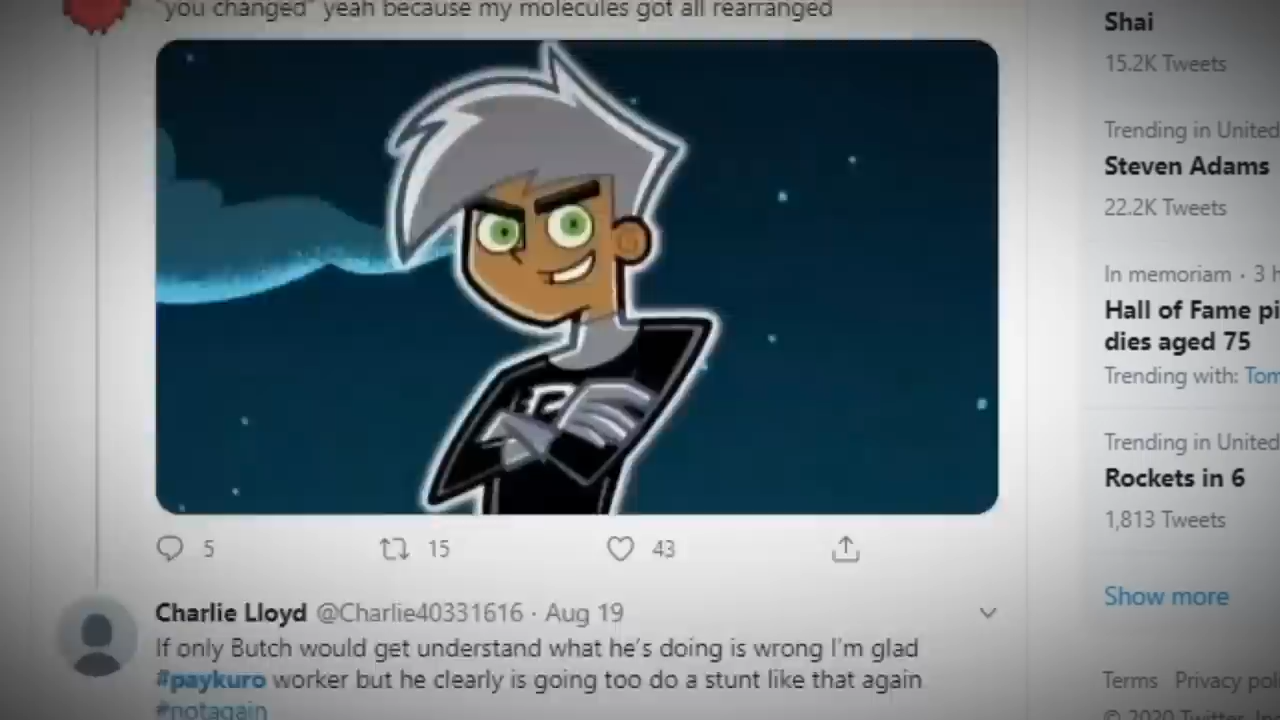 "you changed" yeah because my molecules got all rearranged
5
15
43
Charlie Lloyd @Charlie40331616 · Aug 19
If only Butch would get understand what he's doing is wrong I'm glad
#paykuro worker but he clearly is going too do a stunt like that again
#notagain
Shai
15.2K Tweets
Trending in United
Steven Adams
22.2K Tweets
In memoriam · 3 h
Hall of Fame pi
dies aged 75
Trending with: Tom
Trending in United
Rockets in 6
1,813 Tweets
Show more
Terms Privacy pol
© 2020 Twitter, In